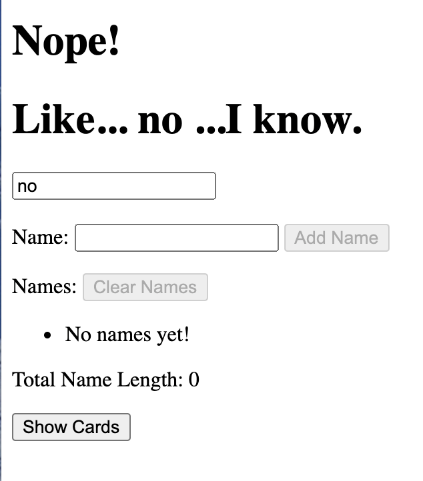 Nope!
Like... no ...I know.
no
Name: Add Name
Names: Clear Names
No names yet!
Total Name Length: 0
Show Cards